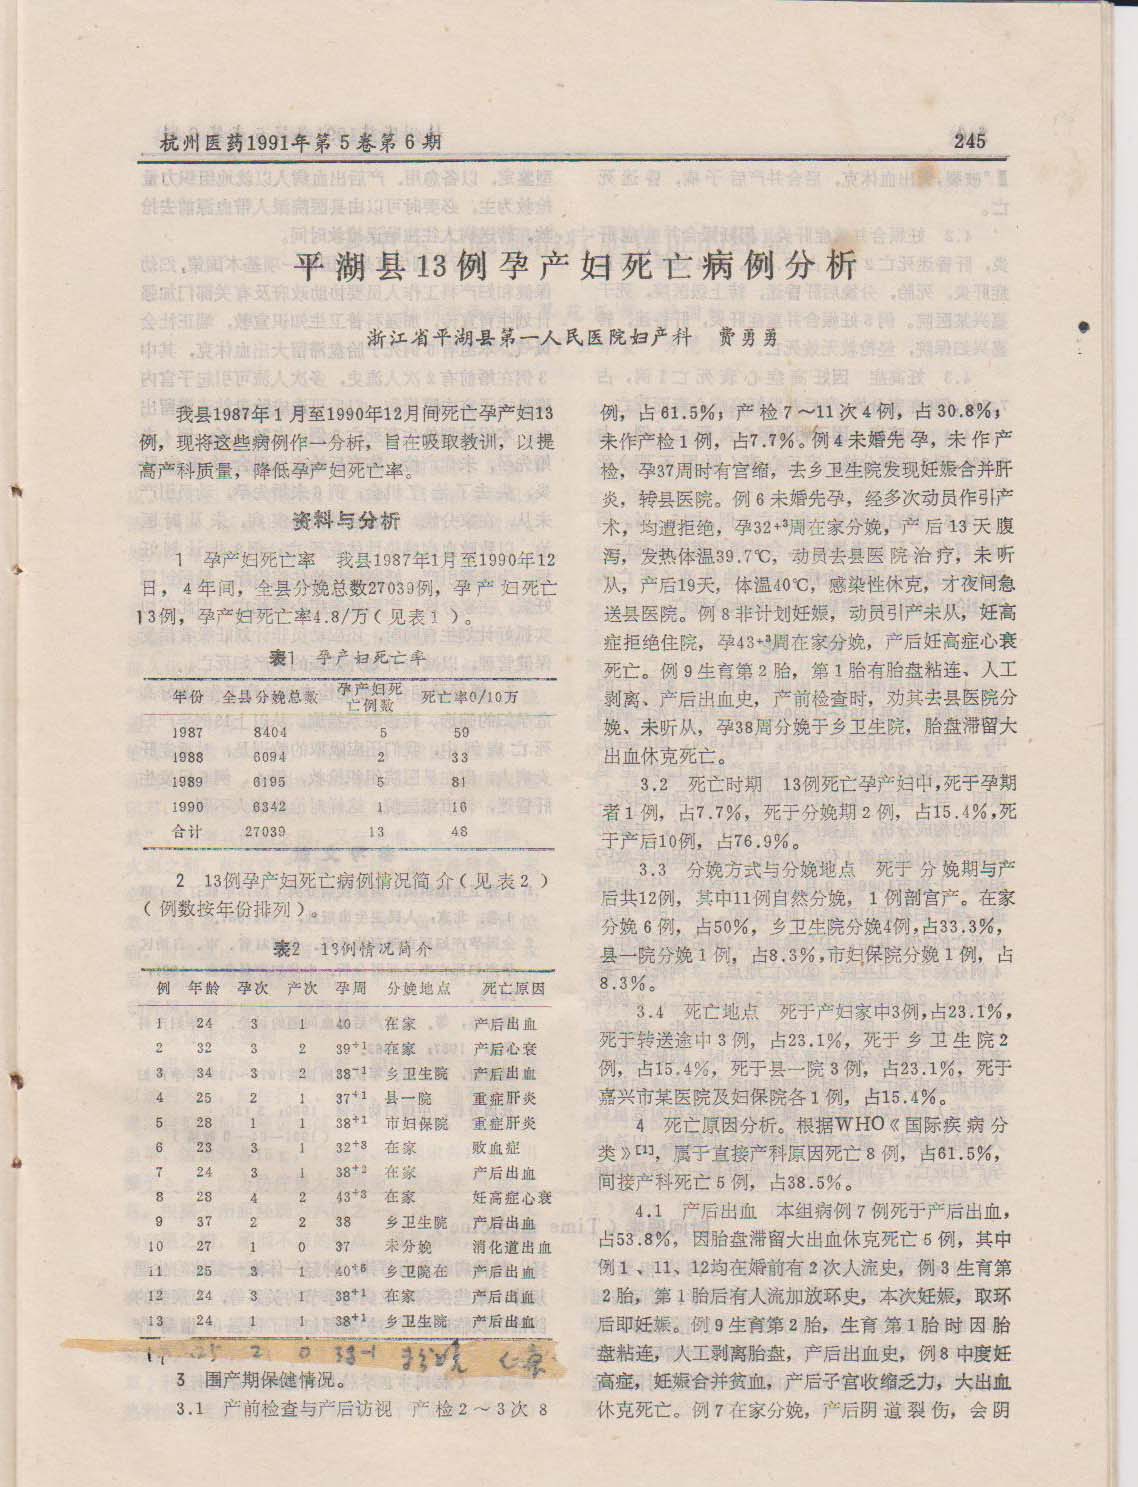 杭州医药1991年第5卷第6期 245
平湖县13例孕产妇死亡病例分析
浙江省平湖县第一人民医院妇产科 费勇勇
我县1987年1月至1990年12月间死亡孕产妇13
例，现将这些病例作一分析，旨在吸取教训，以提
高产科质量，降低孕产妇死亡率。
资料与分析
1 孕产妇死亡率 我县1987年1月至1990年12
日，4年间，全县分娩总数27039例，孕产妇死亡
13例，孕产妇死亡率4.8/万（见表1）。
表1 孕产妇死亡率
年份 全县分娩总数 孕产妇死亡例数 死亡率0/10万
1987 8404 5 59
1988 6094 2 33
1989 6195 5 81
1990 6342 1 16
合计 27039 13 48
2 13例孕产妇死亡病例情况简介（见表2）
（例数按年份排列）。
表2 13例情况简介
例 年龄 孕次 产次 孕周 分娩地点 死亡原因
1 24 3 1 40 在家 产后出血
2 32 3 2 39+1 在家 产后心衰
3 34 3 2 38-1 乡卫生院 产后出血
4 25 2 1 37+1 县一院 重症肝炎
5 28 1 1 38+1 市妇保院 重症肝炎
6 23 3 1 32+3 在家 败血症
7 24 3 1 38+2 在家 产后出血
8 28 4 2 43+3 在家 妊高症心衰
9 37 2 2 38 乡卫生院 产后出血
10 27 1 0 37 未分娩 消化道出血
11 25 3 1 40+6 乡卫院在 产后出血
12 24 3 1 38+1 在家 产后出血
13 24 1 1 38+1 乡卫生院 产后出血
3 围产期保健情况。
3.1 产前检查与产后访视 产检2～3次8
例，占61.5%；产检7～11次4例，占30.8%；
未作产检1例，占7.7%。例4未婚先孕，未作产
检，孕37周时有宫缩，去乡卫生院发现妊娠合并肝
炎，转县医院。例6未婚先孕，经多次动员作引产
术，均遭拒绝，孕32+3周在家分娩，产后13天腹
泻，发热体温39.7℃，动员去县医院治疗，未听
从，产后19天，体温40℃，感染性休克，才夜间急
送县医院。例8非计划妊娠，动员引产未从，妊高
症拒绝住院，孕43+3周在家分娩，产后妊高症心衰
死亡。例9生育第2胎，第1胎有胎盘粘连、人工
剥离、产后出血史，产前检查时，劝其去县医院分
娩、未听从，孕38周分娩于乡卫生院，胎盘滞留大
出血休克死亡。
3.2 死亡时期 13例死亡孕产妇中，死于孕期
者1例，占7.7%，死于分娩期2例，占15.4%，死
于产后10例，占76.9%。
3.3 分娩方式与分娩地点 死于分娩期与产
后共12例，其中11例自然分娩，1例剖宫产。在家
分娩6例，占50%，乡卫生院分娩4例，占33.3%，
县一院分娩1例，占8.3%，市妇保院分娩1例，占
8.3%。
3.4 死亡地点 死于产妇家中3例，占23.1%，
死于转送途中3例，占23.1%，死于乡卫生院2
例，占15.4%，死于县一院3例，占23.1%，死于
嘉兴市某医院及妇保院各1例，占15.4%。
4 死亡原因分析。根据WHO《国际疾病分
类》[1]，属于直接产科原因死亡8例，占61.5%，
间接产科死亡5例，占38.5%。
4.1 产后出血 本组病例7例死于产后出血，
占53.8%，因胎盘滞留大出血休克死亡5例，其中
例1、11、12均在婚前有2次人流史，例3生育第
2胎，第1胎后有人流加放环史，本次妊娠，取环
后即妊娠。例9生育第2胎，生育第1胎时因胎
盘粘连，人工剥离胎盘，产后出血史，例8中度妊
高症，妊娠合并贫血，产后子宫收缩乏力，大出血
休克死亡。例7在家分娩，产后阴道裂伤，会阴